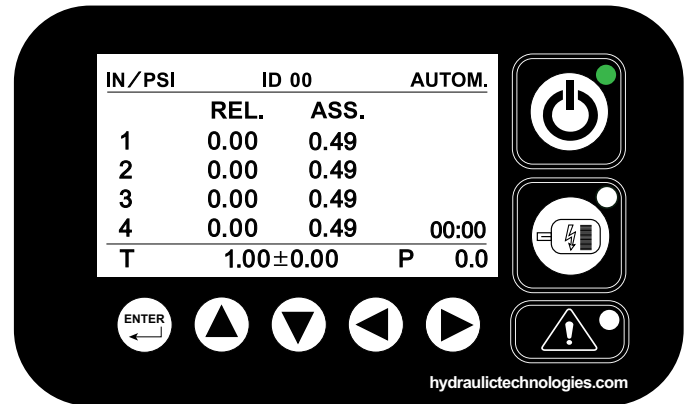 IN/PSI ID 00 AUTOM.
REL. ASS.
1 0.00 0.49
2 0.00 0.49
3 0.00 0.49
4 0.00 0.49 00:00
T 1.00±0.00 P 0.0
ENTER
hydraulictechnologies.com